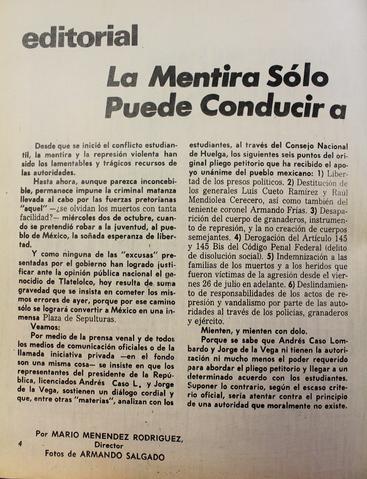 editorial
La Mentira Sólo
Puede Conducir a
Desde que se inició el conflicto estudian-
til, la mentira y la represión violenta han
sido los lamentables y trágicos recursos de
las autoridades.
Hasta ahora, aunque parezca inconcebi-
ble, permanece impune la criminal matanza
llevada al cabo por las fuerzas pretorianas
"aquel" —¿se olvidan los muertos con tanta
facilidad?— miércoles dos de octubre, cuan-
do se pretendió robar a la juventud, al pue-
blo de México, la soñada esperanza de liber-
tad.
Y como ninguna de las "excusas" pre-
sentadas por el gobierno han logrado justi-
ficar ante la opinión pública nacional el ge-
nocidio de Tlatelolco, hoy resulta de suma
gravedad que se insista en cometer los mis-
mos errores de ayer, porque por ese camino
sólo se logrará convertir a México en una in-
mensa Plaza de Sepulturas.
Veamos:
Por medio de la prensa venal y de todos
los medios de comunicación oficiales o de la
llamada iniciativa privada —en el fondo
son una misma cosa— se insiste en que los
representantes del presidente de la Repú-
blica, licenciados Andrés Caso L., y Jorge
de la Vega, sostienen un diálogo cordial y
que, entre otras "materias", analizan con los
estudiantes, al través del Consejo Nacional
de Huelga, los siguientes seis puntos del ori-
ginal pliego petitorio que ha recibido el apo-
yo unánime del pueblo mexicano: 1) Liber-
tad de los presos políticos. 2) Destitución de
los generales Luis Cueto Ramírez y Raúl
Mendiolea Cerecero, así como también del
teniente coronel Armando Frías. 3) Desapa-
rición del cuerpo de granaderos, instrumen-
to de represión, y la no creación de cuerpos
semejantes. 4) Derogación del Artículo 145
y 145 Bis del Código Penal Federal (delito
de disolución social). 5) Indemnización a las
familias de los muertos y a los heridos que
fueron víctimas de la agresión desde el vier-
nes 26 de julio en adelante. 6) Deslindamien-
to de responsabilidades de los actos de re-
presión y vandalismo por parte de las auto-
ridades al través de los policías, granaderos
y ejército.
Mienten, y mienten con dolo.
Porque se sabe que Andrés Caso Lom-
bardo y Jorge de la Vega ni tienen la auto-
rización ni mucho menos el poder requerido
para abordar el pliego petitorio y llegar a un
determinado acuerdo con los estudiantes.
Suponer lo contrario, según el escaso crite-
rio oficial, sería atentar contra el principio
de una autoridad que moralmente no existe.
Por MARIO MENENDEZ RODRIGUEZ,
Director
Fotos de ARMANDO SALGADO
4